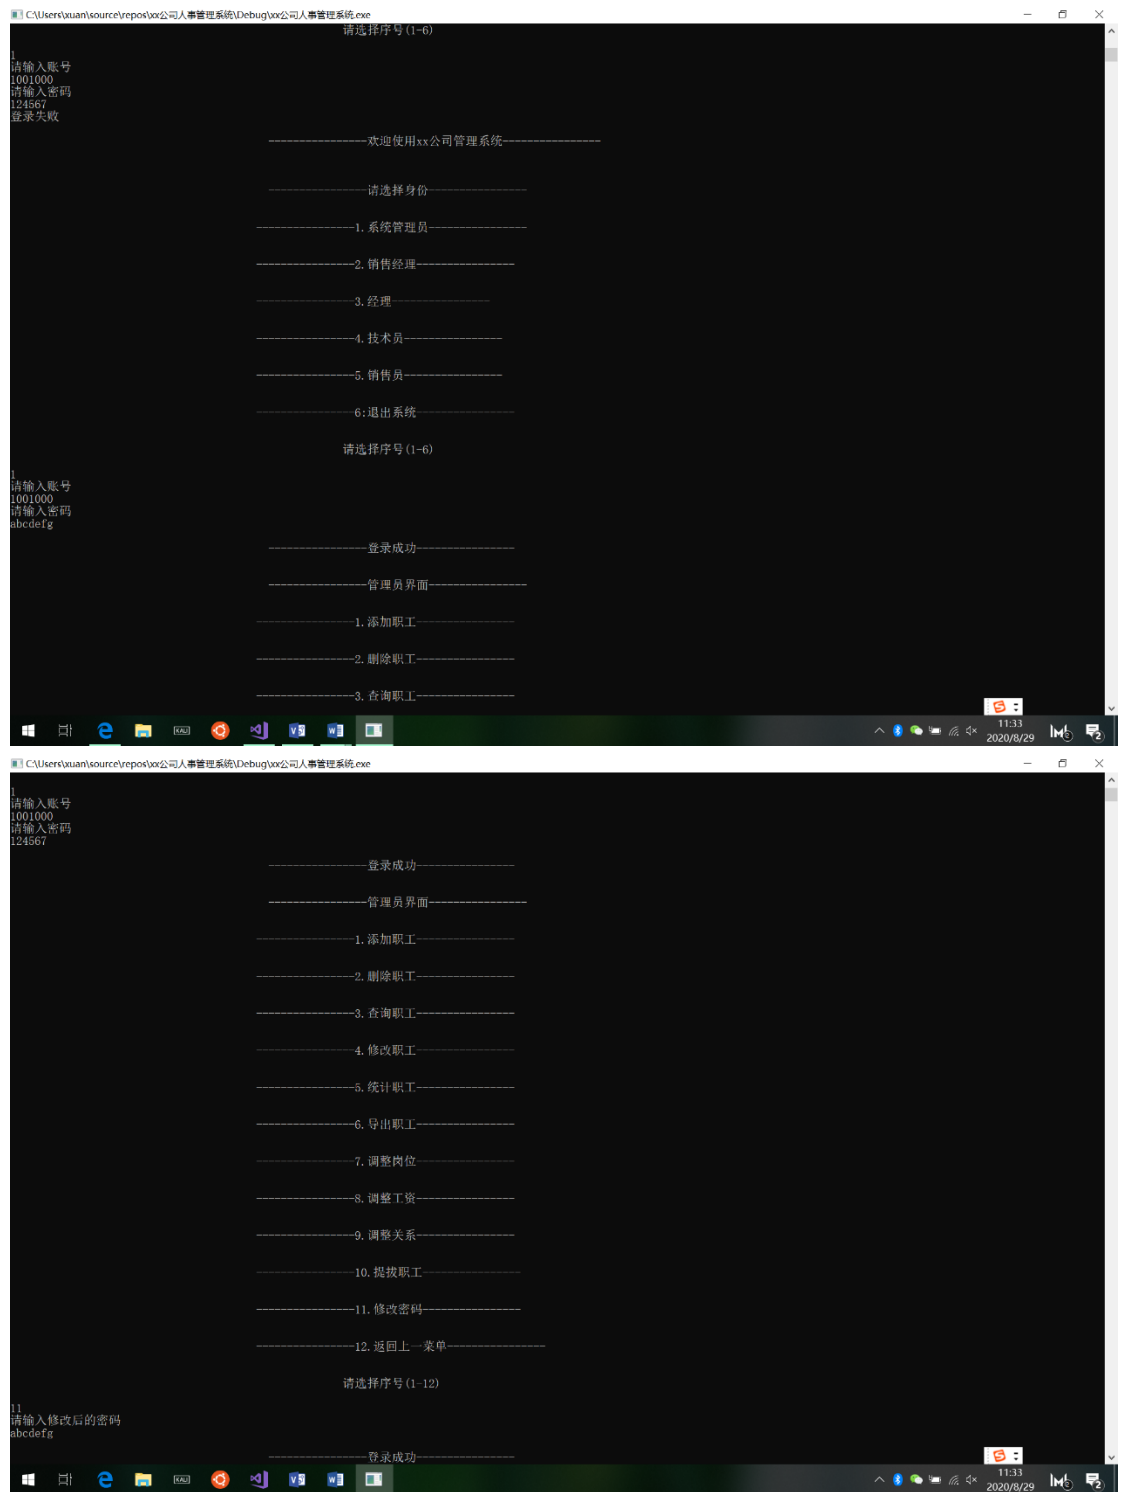 C:\Users\xuan\source\repos\xx公司人事管理系统\Debug\xx公司人事管理系统.exe
请选择序号(1-6)
1
请输入账号
1001000
请输入密码
124567
登录失败
----------------欢迎使用xx公司管理系统----------------
----------------请选择身份----------------
----------------1.系统管理员----------------
----------------2.销售经理----------------
----------------3.经理----------------
----------------4.技术员----------------
----------------5.销售员----------------
----------------6:退出系统----------------
请选择序号(1-6)
1
请输入账号
1001000
请输入密码
abcdefg
----------------登录成功----------------
----------------管理员界面----------------
----------------1.添加职工----------------
----------------2.删除职工----------------
----------------3.查询职工----------------
11:33
2020/8/29
C:\Users\xuan\source\repos\xx公司人事管理系统\Debug\xx公司人事管理系统.exe
1
请输入账号
1001000
请输入密码
124567
----------------登录成功----------------
----------------管理员界面----------------
----------------1.添加职工----------------
----------------2.删除职工----------------
----------------3.查询职工----------------
----------------4.修改职工----------------
----------------5.统计职工----------------
----------------6.导出职工----------------
----------------7.调整岗位----------------
----------------8.调整工资----------------
----------------9.调整关系----------------
----------------10.提拔职工----------------
----------------11.修改密码----------------
----------------12.返回上一菜单----------------
请选择序号(1-12)
11
请输入修改后的密码
abcdefg
----------------登录成功----------------
11:33
2020/8/29